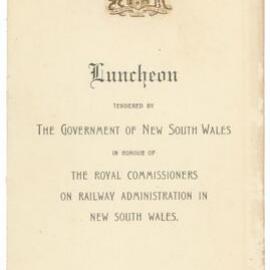 Luncheon
TENDERED BY
THE GOVERNMENT OF NEW SOUTH WALES
IN HONOUR OF
THE ROYAL COMMISSIONERS
ON RAILWAY ADMINISTRATION IN
NEW SOUTH WALES.